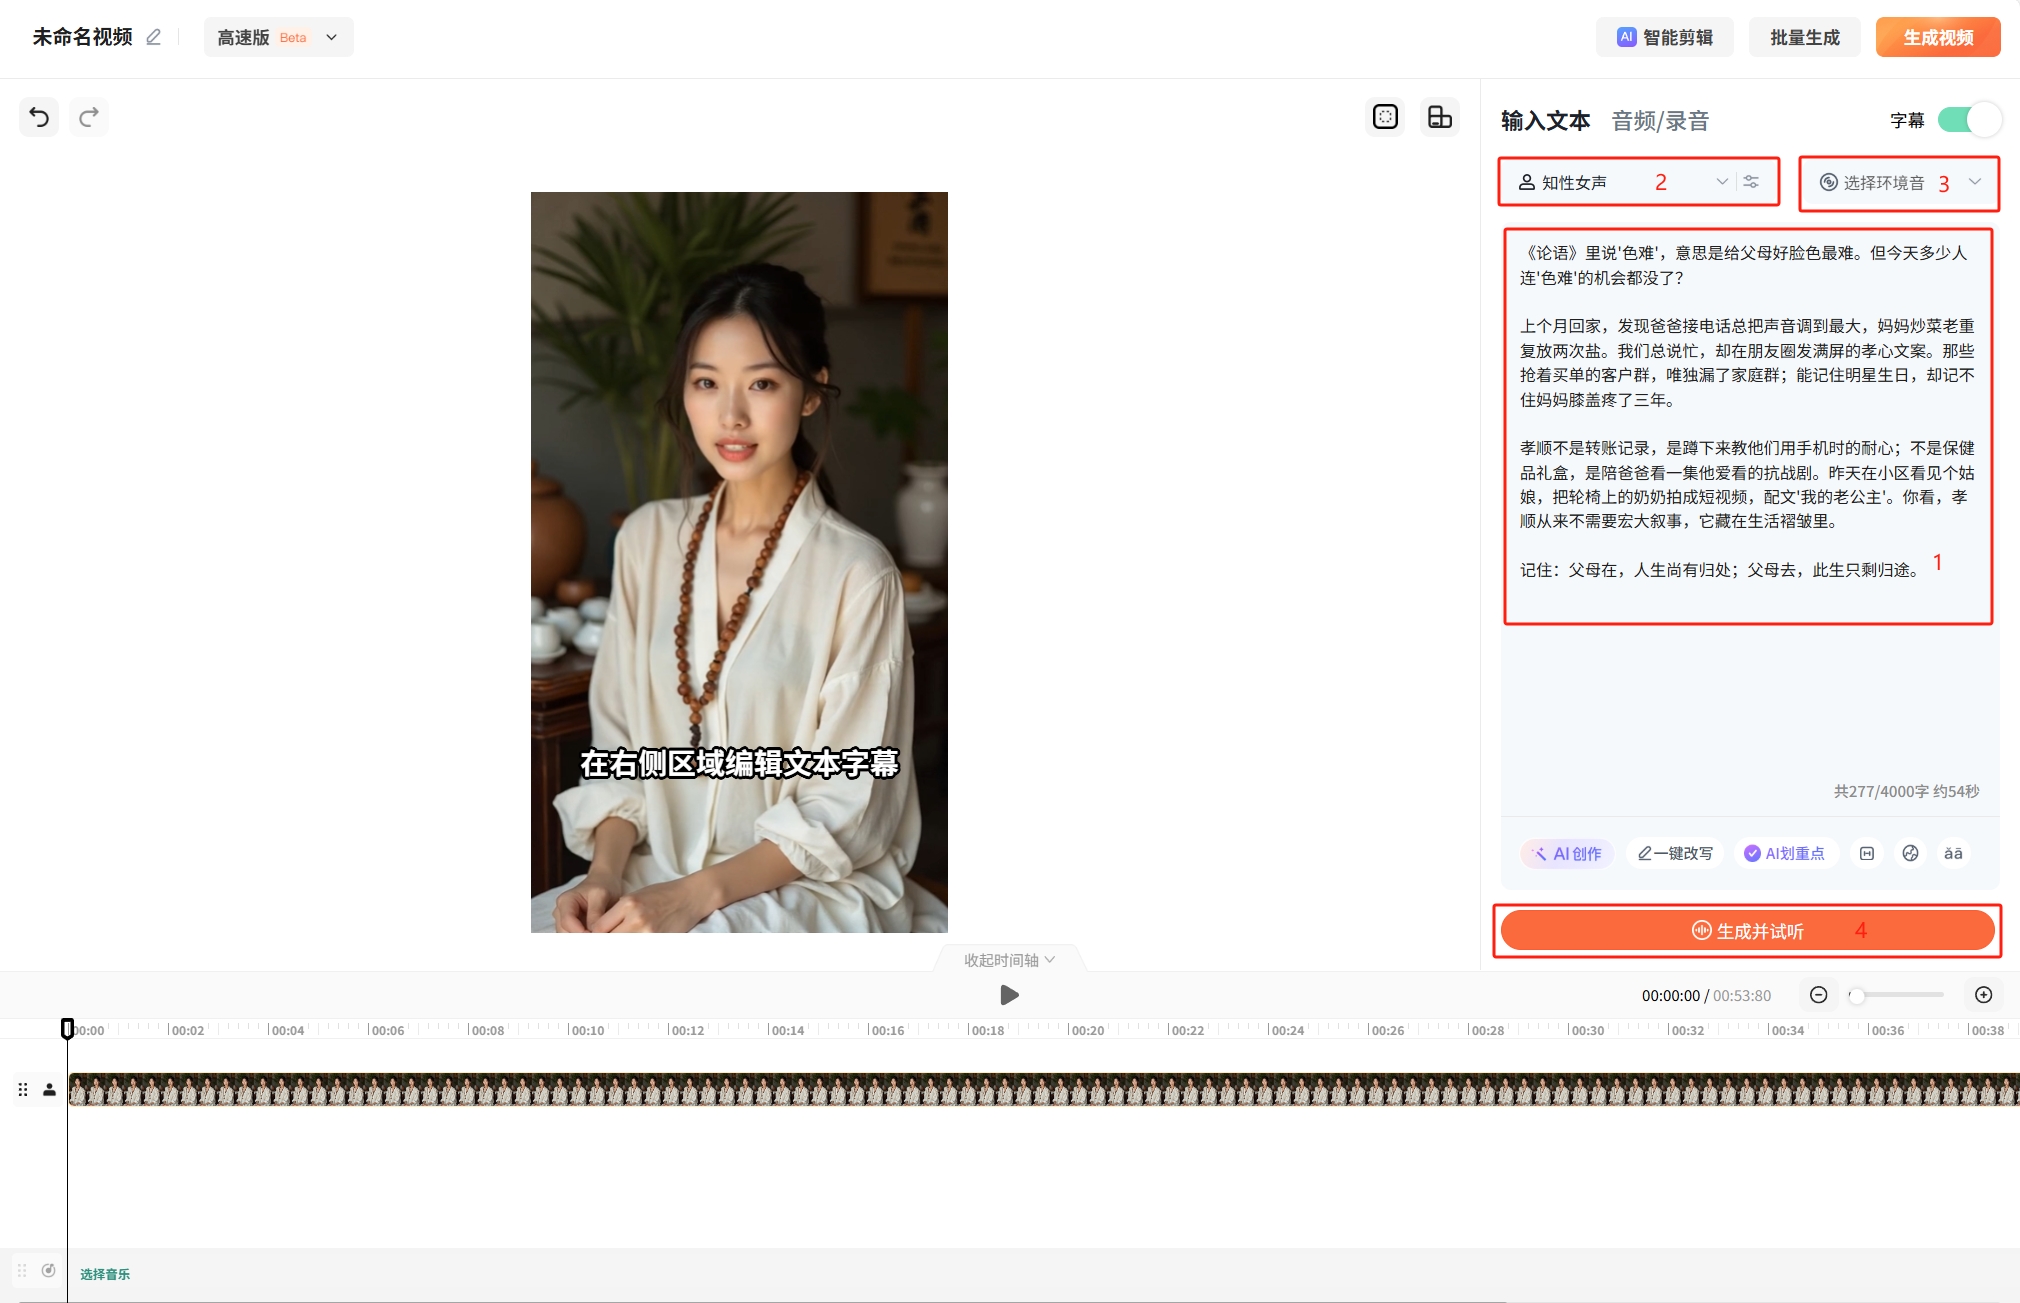 未命名视频
高速版 Beta
AI 智能剪辑
批量生成
生成视频
输入文本
音频/录音
字幕
知性女声
2
选择环境音
3
《论语》里说'色难'，意思是给父母好脸色最难。但今天多少人
连'色难'的机会都没了？
上个月回家，发现爸爸接电话总把声音调到最大，妈妈炒菜老重
复放两次盐。我们总说忙，却在朋友圈发满屏的孝心文案。那些
抢着买单的客户群，唯独漏了家庭群；能记住明星生日，却记不
住妈妈膝盖疼了三年。
孝顺不是转账记录，是蹲下来教他们用手机时的耐心；不是保健
品礼盒，是陪爸爸看一集他爱看的抗战剧。昨天在小区看见个姑
娘，把轮椅上的奶奶拍成短视频，配文'我的老公主'。你看，孝
顺从来不需要宏大叙事，它藏在生活褶皱里。
记住：父母在，人生尚有归处；父母去，此生只剩归途。
1
在右侧区域编辑文本字幕
共277/4000字 约54秒
AI创作
一键改写
AI划重点
ǎā
生成并试听
4
收起时间轴
00:00:00 / 00:53:80
00:00
00:02
00:04
00:06
00:08
00:10
00:12
00:14
00:16
00:18
00:20
00:22
00:24
00:26
00:28
00:30
00:32
00:34
00:36
00:38
选择音乐